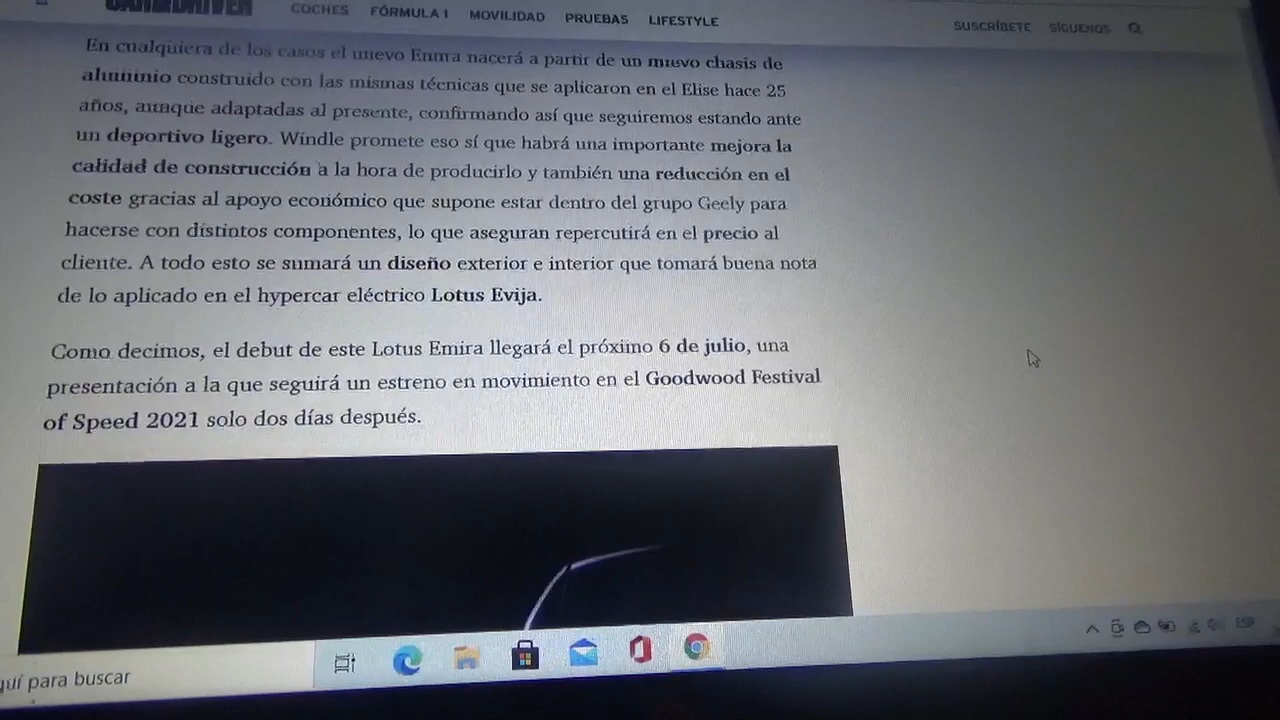 CAR&DRIVER
COCHES FÓRMULA 1 MOVILIDAD PRUEBAS LIFESTYLE
SUSCRÍBETE SÍGUENOS
En cualquiera de los casos el nuevo Emira nacerá a partir de un nuevo chasis de
aluminio construido con las mismas técnicas que se aplicaron en el Elise hace 25
años, aunque adaptadas al presente, confirmando así que seguiremos estando ante
un deportivo ligero. Windle promete eso sí que habrá una importante mejora la
calidad de construcción a la hora de producirlo y también una reducción en el
coste gracias al apoyo económico que supone estar dentro del grupo Geely para
hacerse con distintos componentes, lo que aseguran repercutirá en el precio al
cliente. A todo esto se sumará un diseño exterior e interior que tomará buena nota
de lo aplicado en el hypercar eléctrico Lotus Evija.
Como decimos, el debut de este Lotus Emira llegará el próximo 6 de julio, una
presentación a la que seguirá un estreno en movimiento en el Goodwood Festival
of Speed 2021 solo dos días después.
quí para buscar
ESP